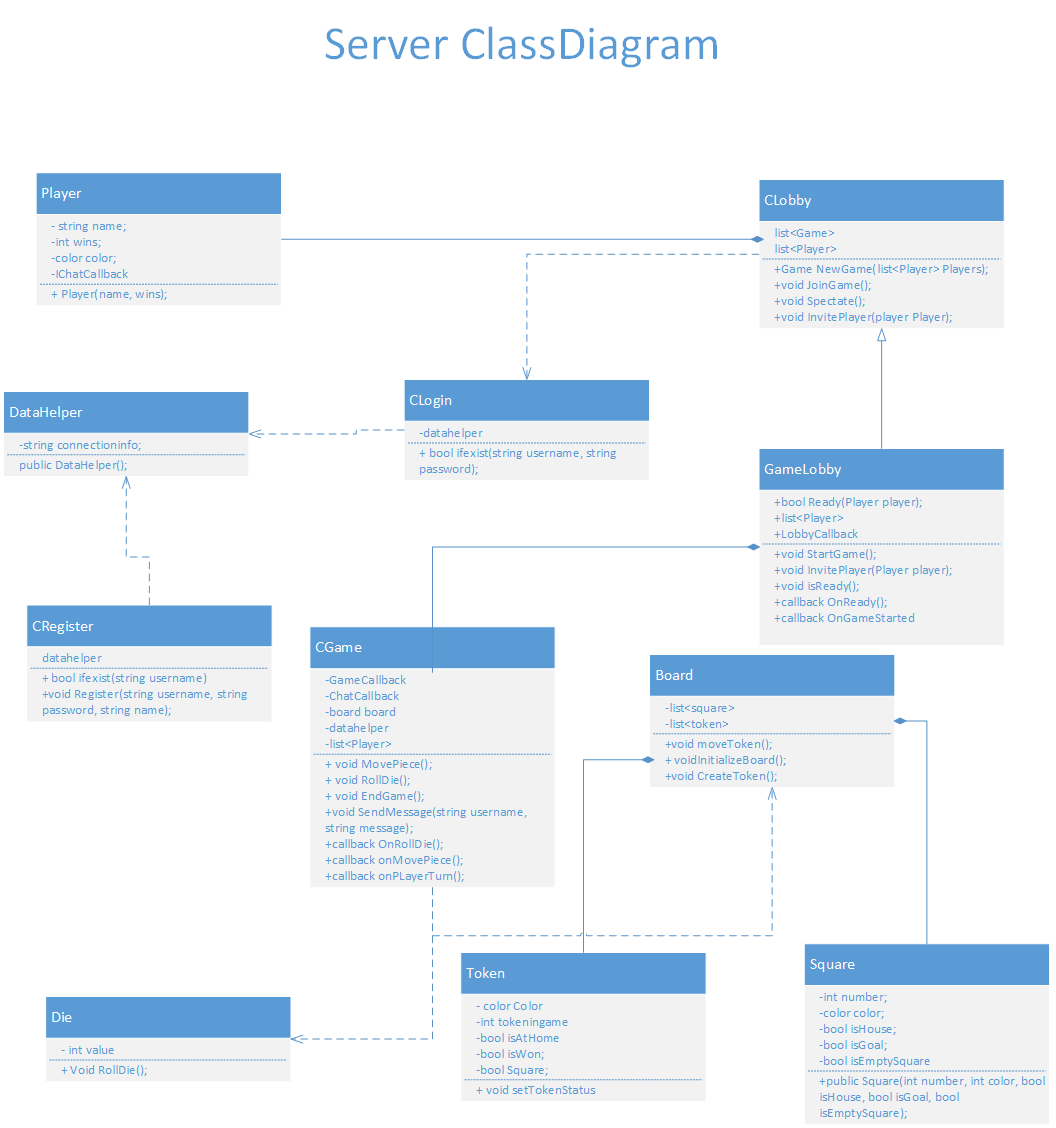 Server ClassDiagram
Player
- string name;
-int wins;
-color color;
-IChatCallback
+ Player(name, wins);
CLobby
list<Game>
list<Player>
+Game NewGame(list<Player> Players);
+void JoinGame();
+void Spectate();
+void InvitePlayer(player Player);
DataHelper
-string connectioninfo;
public DataHelper();
CLogin
-datahelper
+ bool ifexist(string username, string
password);
GameLobby
+bool Ready(Player player);
+list<Player>
+LobbyCallback
+void StartGame();
+void InvitePlayer(Player player);
+void isReady();
+callback OnReady();
+callback OnGameStarted
CRegister
datahelper
+ bool ifexist(string username)
+void Register(string username, string
password, string name);
CGame
-GameCallback
-ChatCallback
-board board
-datahelper
-list<Player>
+ void MovePiece();
+ void RollDie();
+ void EndGame();
+void SendMessage(string username,
string message);
+callback OnRollDie();
+callback onMovePiece();
+callback onPLayerTurn();
Board
-list<square>
-list<token>
+void moveToken();
+ voidInitializeBoard();
+void CreateToken();
Die
- int value
+ Void RollDie();
Token
- color Color
-int tokeningame
-bool isAtHome
-bool isWon;
-bool Square;
+ void setTokenStatus
Square
-int number;
-color color;
-bool isHouse;
-bool isGoal;
-bool isEmptySquare
+public Square(int number, int color, bool
isHouse, bool isGoal, bool
isEmptySquare);